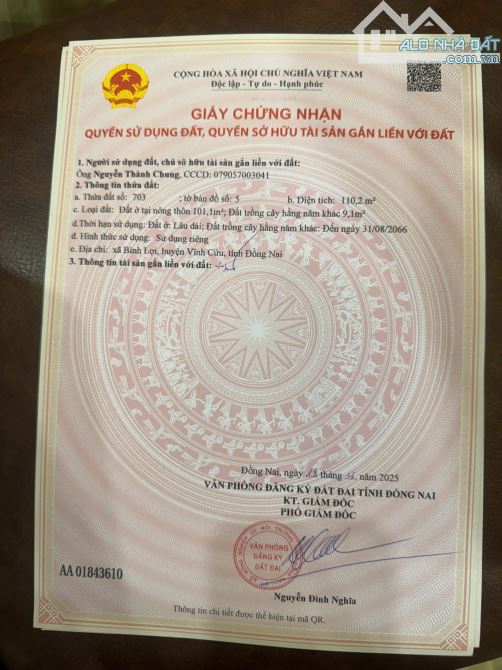 ALO NHÀ ĐẤT
.com.vn
CỘNG HÒA XÃ HỘI CHỦ NGHĨA VIỆT NAM
Độc lập - Tự do - Hạnh phúc
GIẤY CHỨNG NHẬN
QUYỀN SỬ DỤNG ĐẤT, QUYỀN SỞ HỮU TÀI SẢN GẮN LIỀN VỚI ĐẤT
1. Người sử dụng đất, chủ sở hữu tài sản gắn liền với đất:
Ông Nguyễn Thành Chung, CCCD: 079057003041
2. Thông tin thửa đất:
a. Thửa đất số: 703 ; tờ bản đồ số: 5 b. Diện tích: 110,2 m²
c. Loại đất: Đất ở tại nông thôn 101,1m²; Đất trồng cây hằng năm khác 9,1m²
d.Thời hạn sử dụng: Đất ở: Lâu dài; Đất trồng cây hằng năm khác: Đến ngày 31/08/2066
đ. Hình thức sử dụng: Sử dụng riêng
e. Địa chỉ: xã Bình Lợi, huyện Vĩnh Cửu, tỉnh Đồng Nai
3. Thông tin tài sản gắn liền với đất: -/-
Đồng Nai, ngày tháng năm 2025
VĂN PHÒNG ĐĂNG KÝ ĐẤT ĐAI TỈNH ĐỒNG NAI
KT. GIÁM ĐỐC
PHÓ GIÁM ĐỐC
VĂN PHÒNG
ĐĂNG KÝ
ĐẤT ĐAI
AA 01843610
Nguyễn Đình Nghĩa
Thông tin chi tiết được thể hiện tại mã QR.